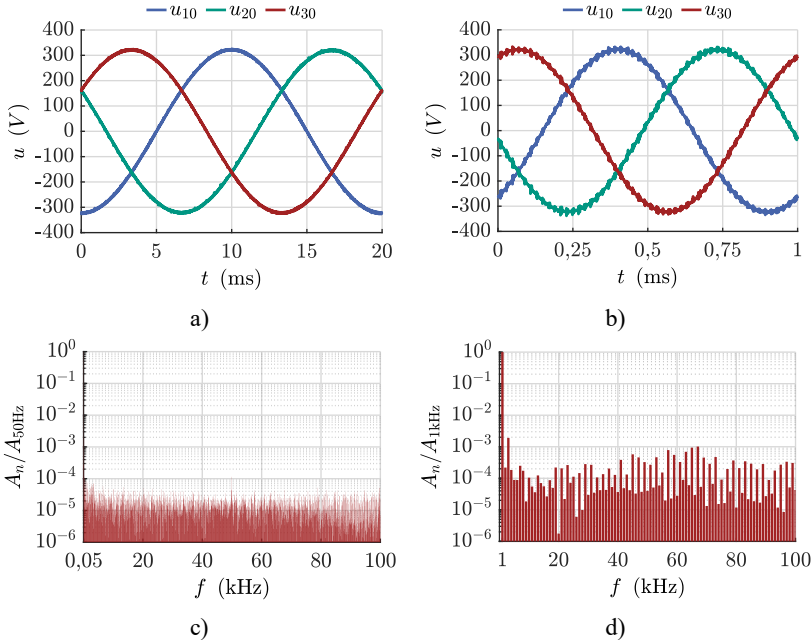 u10 u20 u30
400
300
200
100
0
-100
-200
-300
-400
u (V)
0 5 10 15 20
t (ms)
a)
u10 u20 u30
400
300
200
100
0
-100
-200
-300
-400
u (V)
0 0,25 0,5 0,75 1
t (ms)
b)
10^0
10^-1
10^-2
10^-3
10^-4
10^-5
10^-6
An/A50Hz
0,05 20 40 60 80 100
f (kHz)
c)
10^0
10^-1
10^-2
10^-3
10^-4
10^-5
10^-6
An/A1kHz
1 20 40 60 80 100
f (kHz)
d)